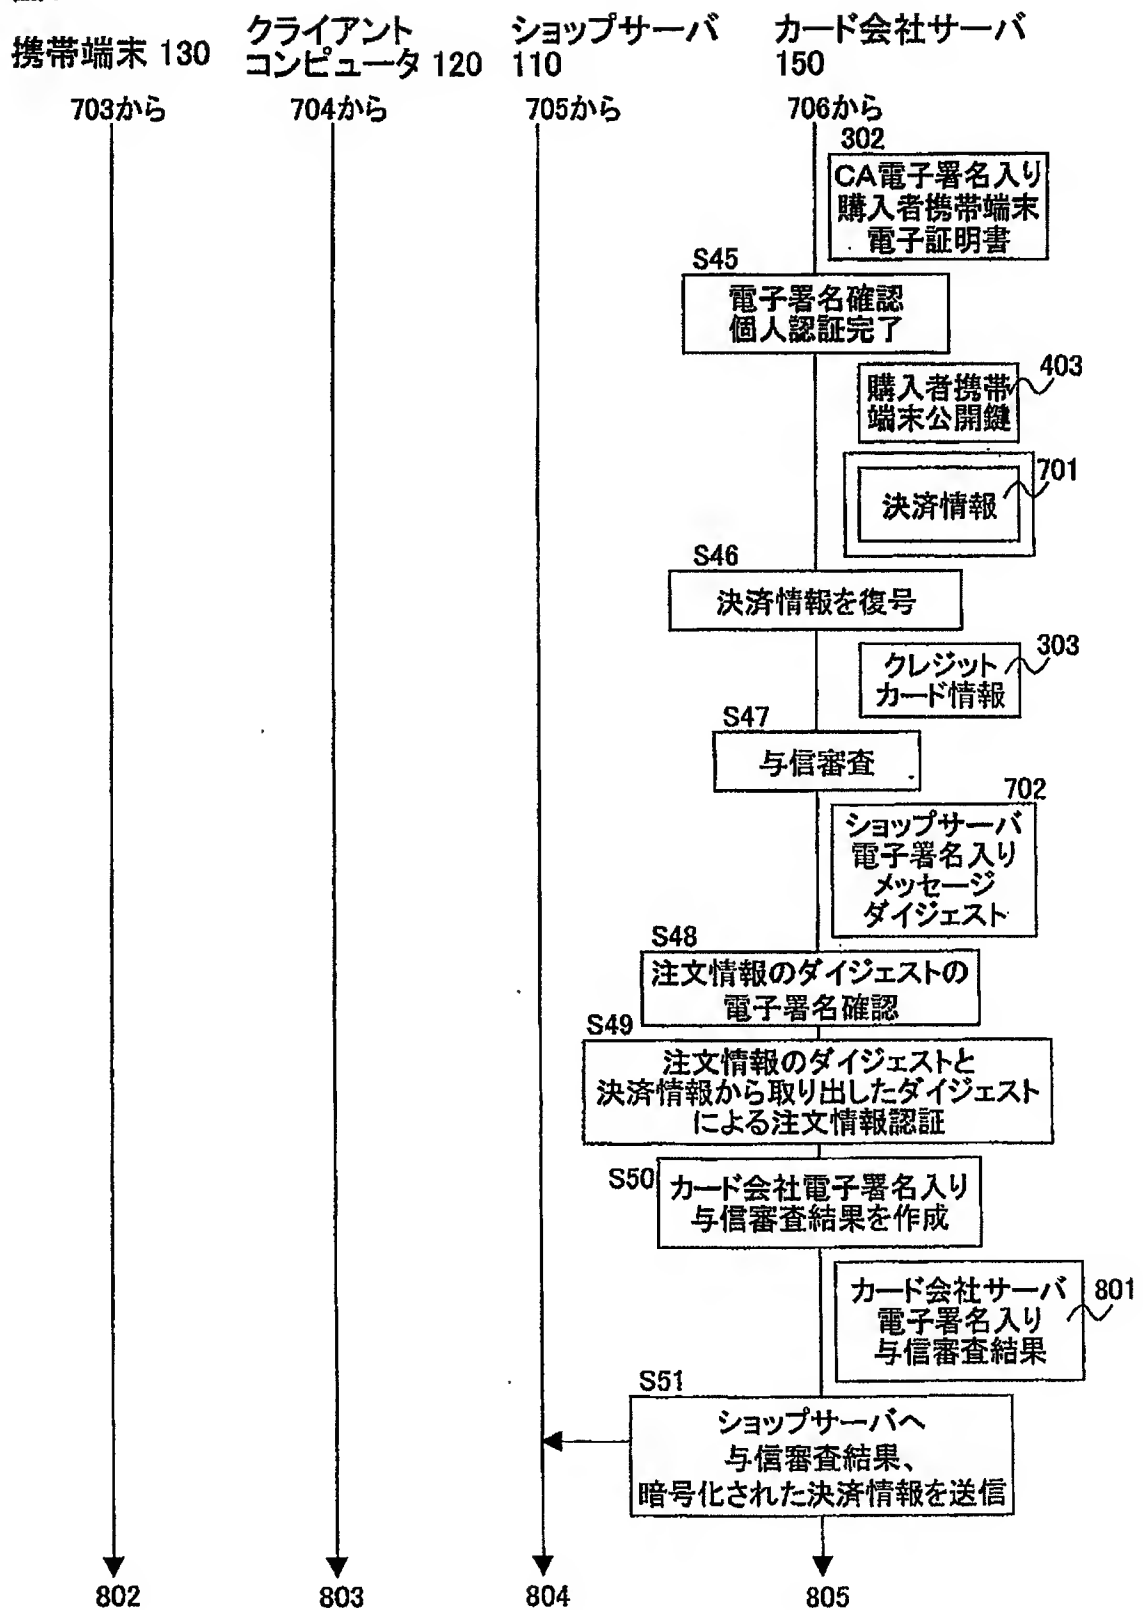 携帯端末 130
クライアント
コンピュータ 120
ショップサーバ
110
カード会社サーバ
150
703から
704から
705から
706から
302
CA電子署名入り
購入者携帯端末
電子証明書
S45
電子署名確認
個人認証完了
403
購入者携帯
端末公開鍵
701
決済情報
S46
決済情報を復号
303
クレジット
カード情報
S47
与信審査
702
ショップサーバ
電子署名入り
メッセージ
ダイジェスト
S48
注文情報のダイジェストの
電子署名確認
S49
注文情報のダイジェストと
決済情報から取り出したダイジェスト
による注文情報認証
S50
カード会社電子署名入り
与信審査結果を作成
カード会社サーバ
電子署名入り
与信審査結果
801
S51
ショップサーバへ
与信審査結果、
暗号化された決済情報を送信
802
803
804
805